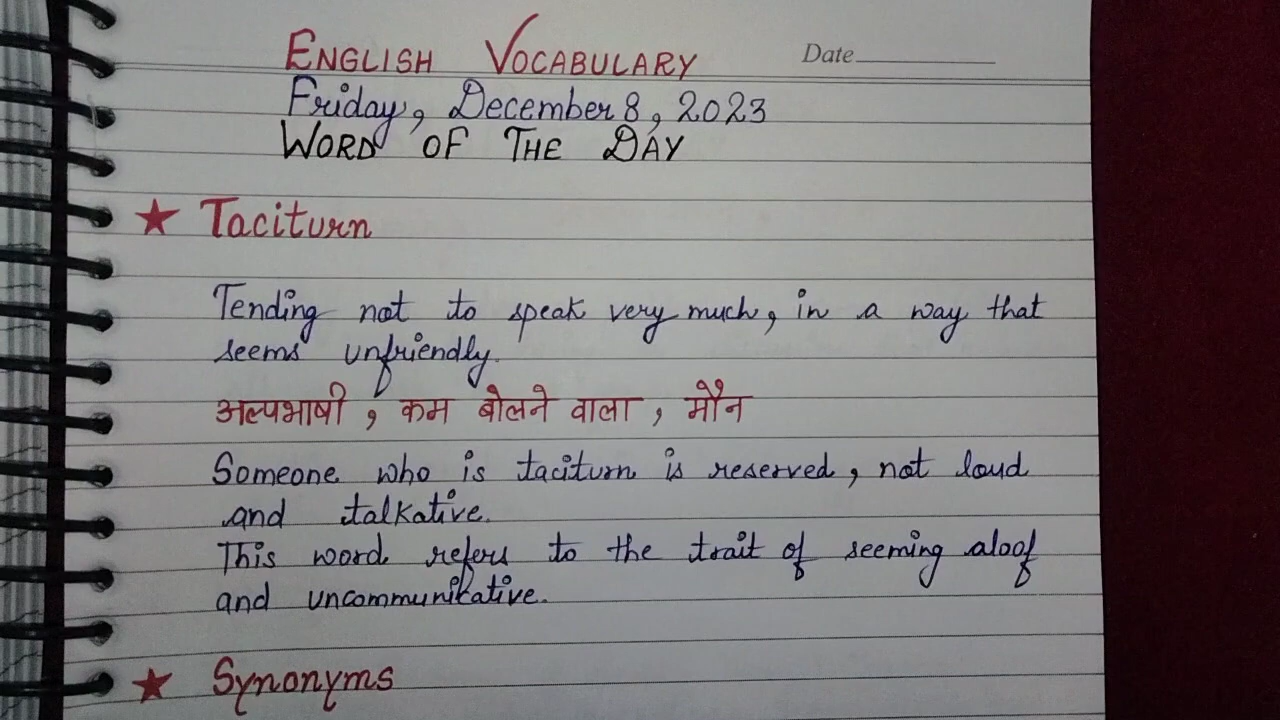 ENGLISH VOCABULARY Date
Friday, December 8, 2023
WORD OF THE DAY
★ Taciturn
Tending not to speak very much, in a way that
seems unfriendly.
अल्पभाषी, कम बोलने वाला, मौन
Someone who is taciturn is reserved, not loud
and talkative.
This word refers to the trait of seeming aloof
and uncommunicative.
★ Synonyms